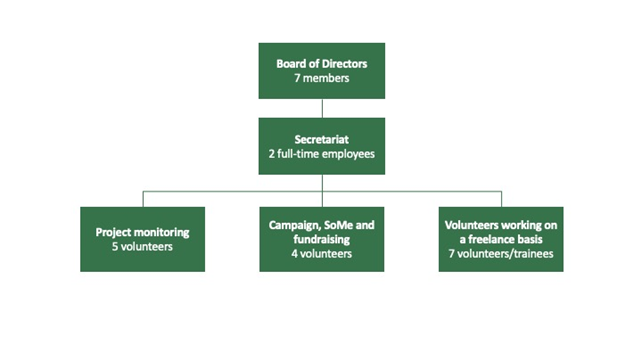 Board of Directors
7 members
Secretariat
2 full-time employees
Project monitoring
5 volunteers
Campaign, SoMe and
fundraising
4 volunteers
Volunteers working on
a freelance basis
7 volunteers/trainees